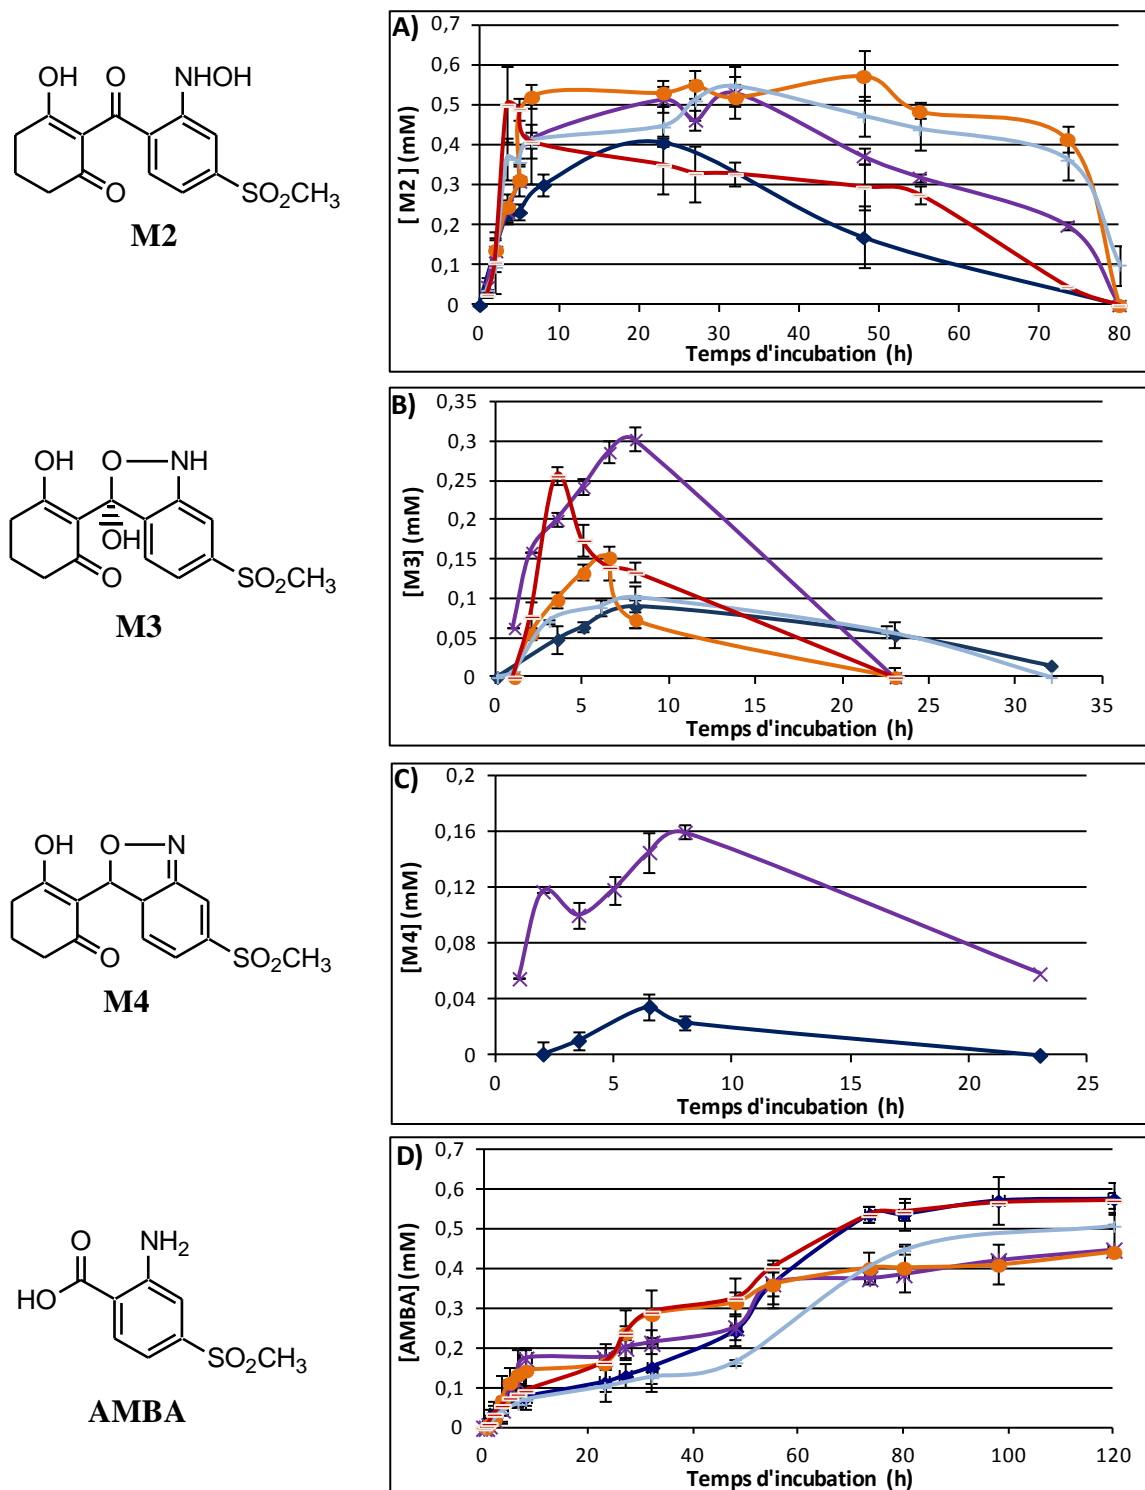 OH
O
NHOH
O
SO2CH3
M2
A)
0,7
0,6
0,5
0,4
0,3
0,2
0,1
0
[M2] (mM)
0 10 20 30 40 50 60 70 80
Temps d'incubation (h)
OH
O
NH
OH
O
SO2CH3
M3
B)
0,35
0,3
0,25
0,2
0,15
0,1
0,05
0
[M3] (mM)
0 5 10 15 20 25 30 35
Temps d'incubation (h)
OH
O
N
O
SO2CH3
M4
C)
0,2
0,16
0,12
0,08
0,04
0
[M4] (mM)
0 5 10 15 20 25
Temps d'incubation (h)
O
NH2
HO
SO2CH3
AMBA
D)
0,7
0,6
0,5
0,4
0,3
0,2
0,1
0
[AMBA] (mM)
0 20 40 60 80 100 120
Temps d'incubation (h)